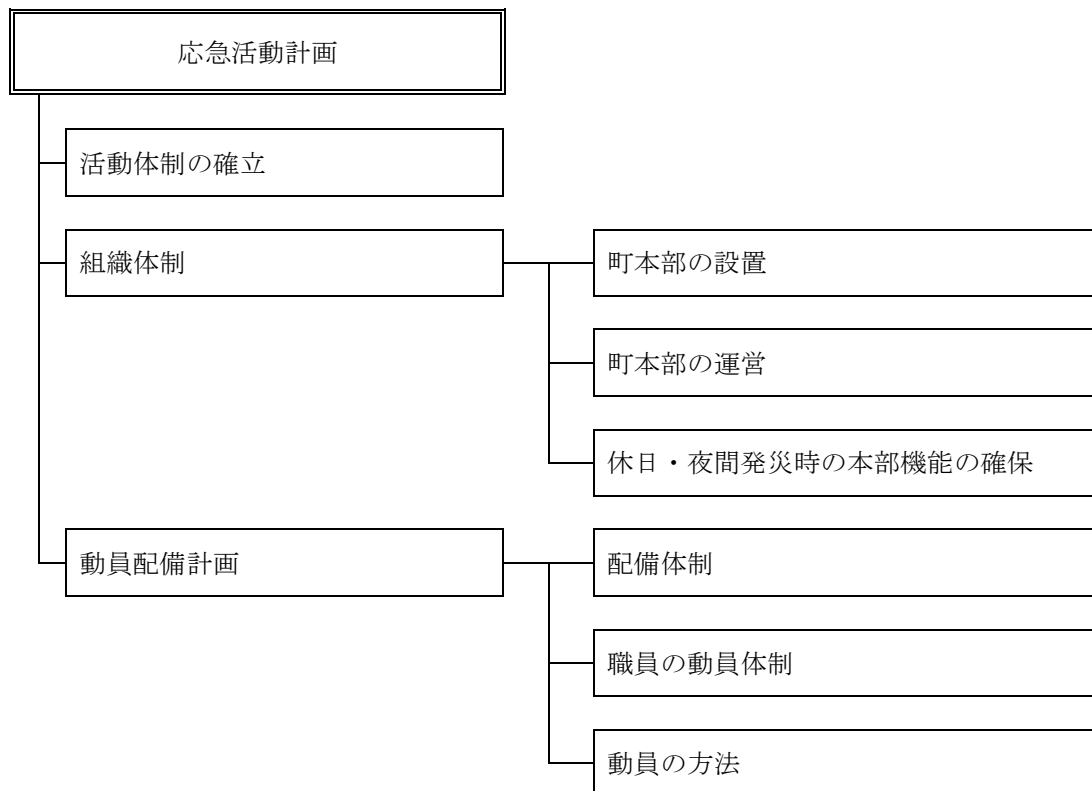 応急活動計画
活動体制の確立
組織体制
町本部の設置
町本部の運営
休日・夜間発災時の本部機能の確保
動員配備計画
配備体制
職員の動員体制
動員の方法